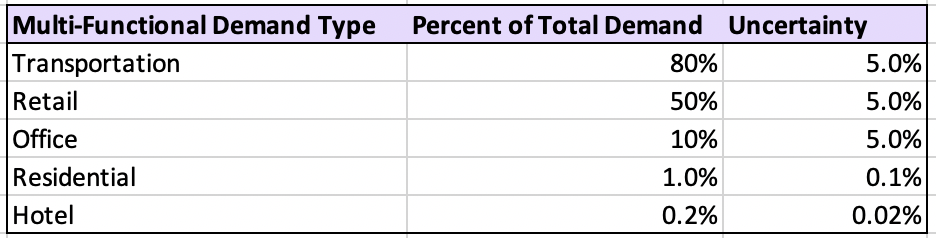 Multi-Functional Demand Type Percent of Total Demand Uncertainty
Transportation 80% 5.0%
Retail 50% 5.0%
Office 10% 5.0%
Residential 1.0% 0.1%
Hotel 0.2% 0.02%